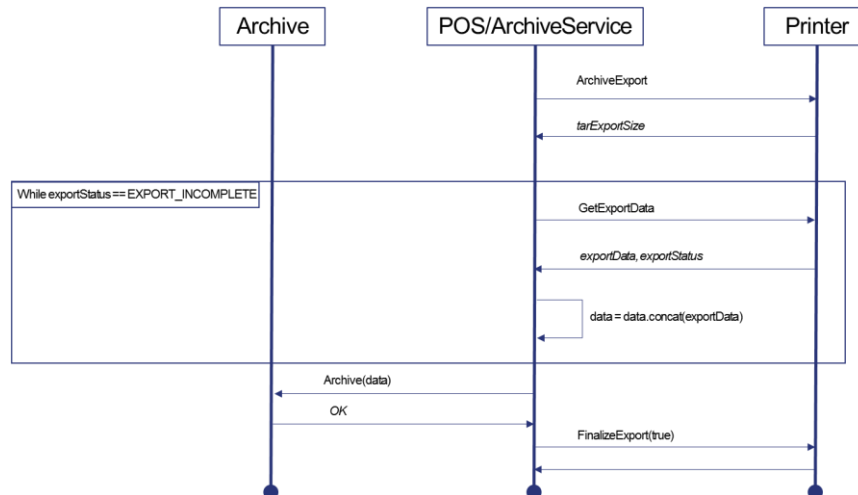 Archive
POS/ArchiveService
Printer
ArchiveExport
tarExportSize
While exportStatus == EXPORT_INCOMPLETE
GetExportData
exportData, exportStatus
data = data.concat(exportData)
Archive(data)
OK
FinalizeExport(true)